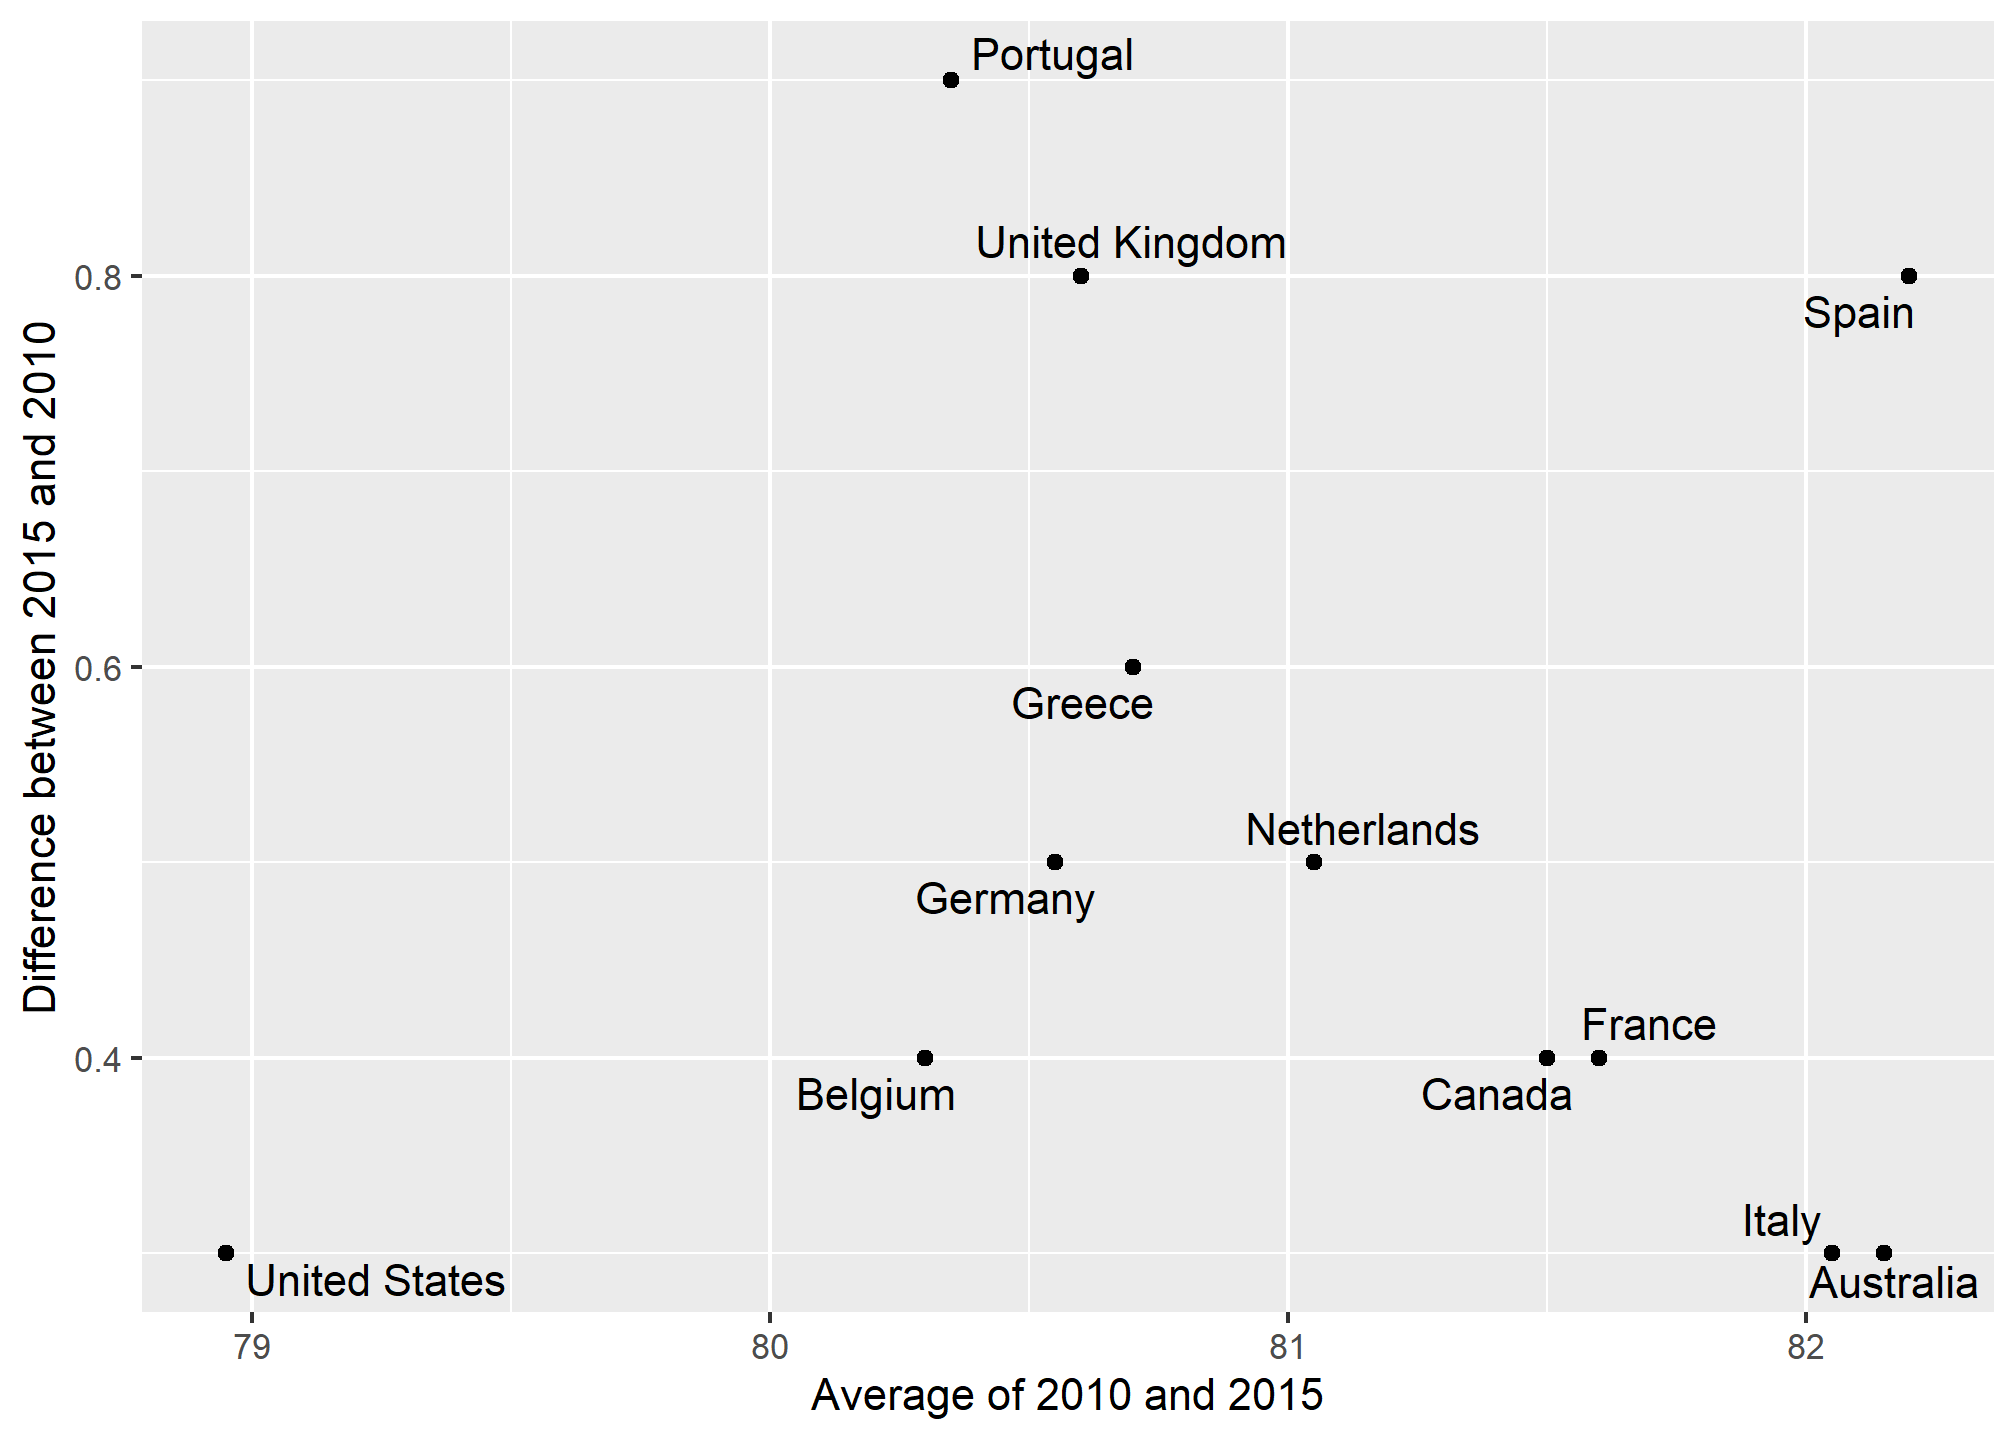 Portugal
United Kingdom
0.8
Spain
Difference between 2015 and 2010
0.6
Greece
Netherlands
Germany
France
0.4
Belgium
Canada
Italy
United States
Australia
79
80
81
82
Average of 2010 and 2015